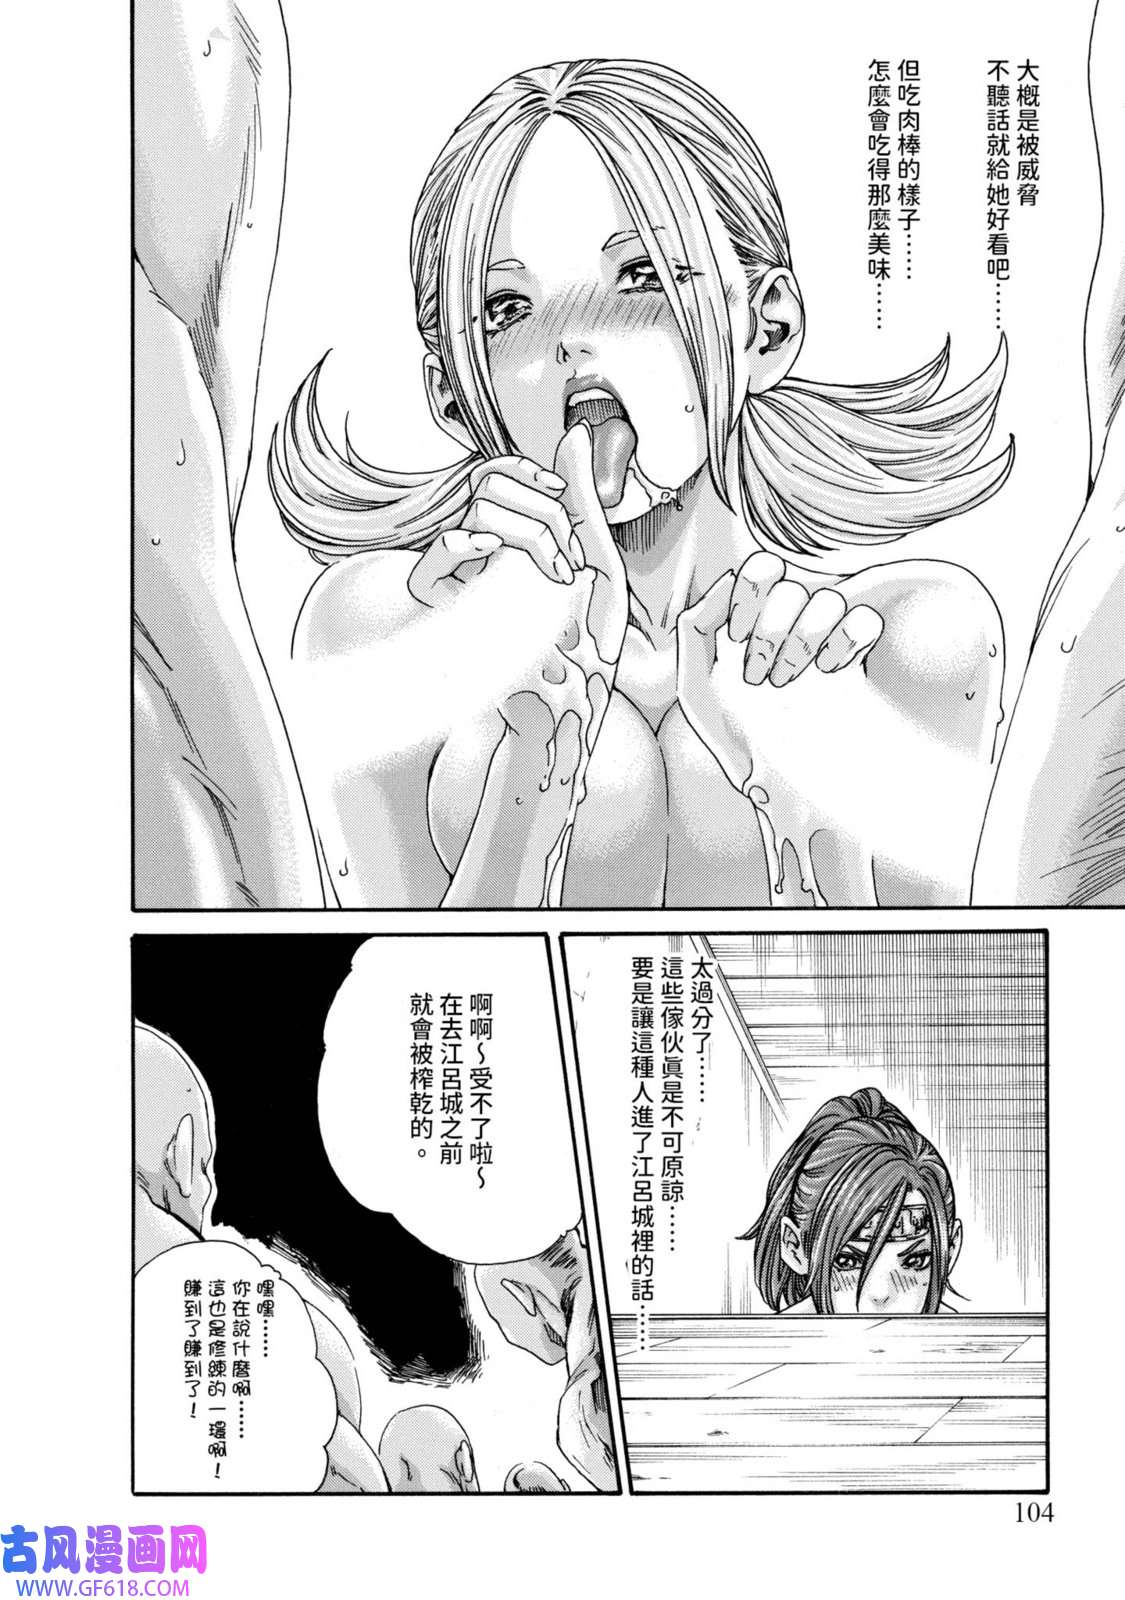 大概是被威脅
不聽話就給她好看吧……
但吃肉棒的樣子……
怎麼會吃得那麼美味……
太過分了……
這些傢伙眞是不可原諒……
要是讓這種人進了江呂城裡的話……
啊啊～受不了啦～
在去江呂城之前
就會被榨乾的。
嘿嘿……
你在說什麼啊……
這也是修練的一環啊！
賺到了賺到了！
104
古风漫画网
WWW.GF618.COM